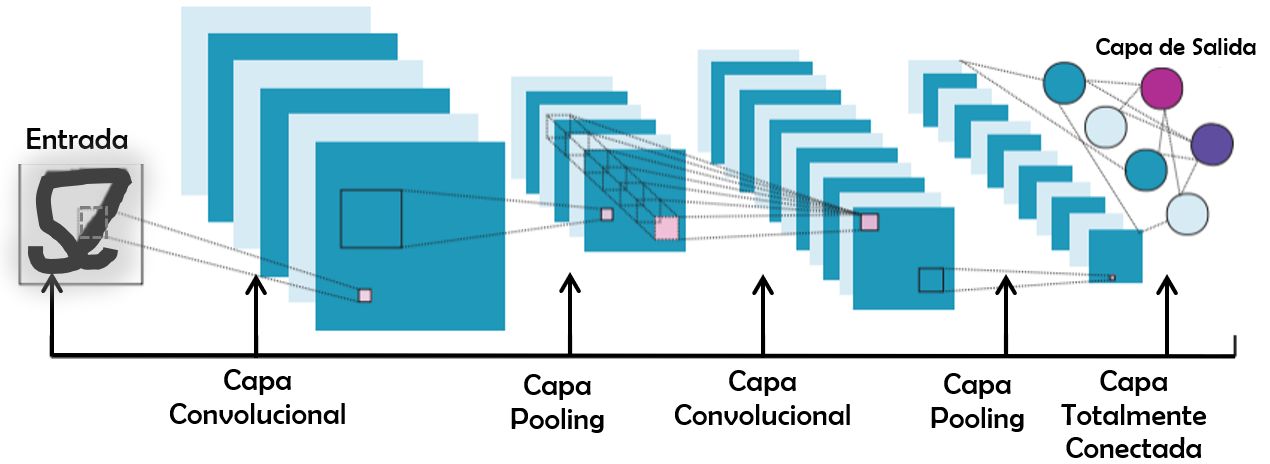 Capa de Salida
Entrada
Capa
Convolucional
Capa
Pooling
Capa
Convolucional
Capa
Pooling
Capa
Totalmente
Conectada